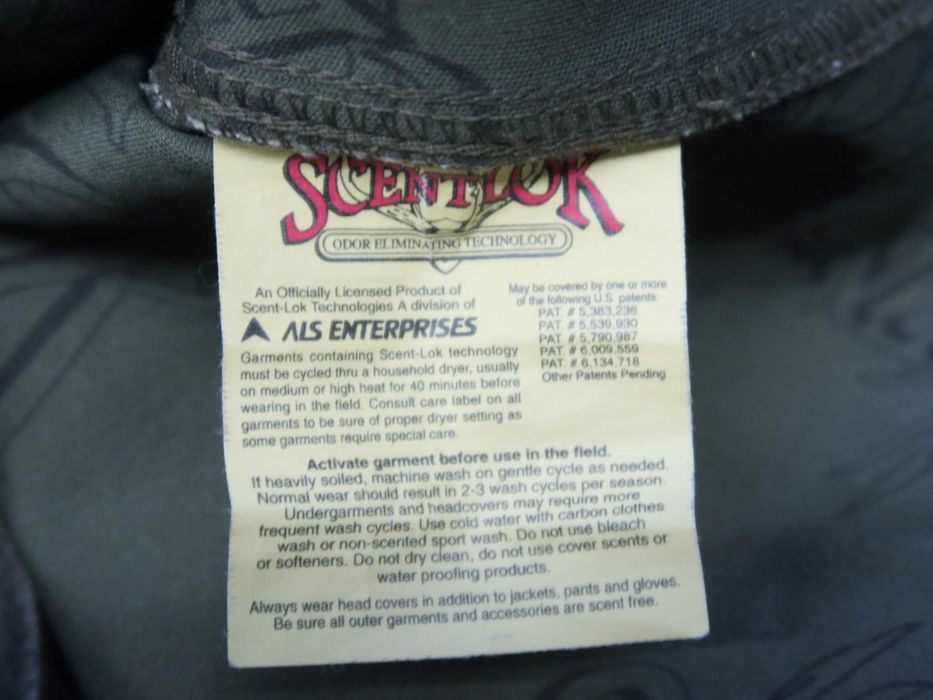 SCENT-LOK
ODOR ELIMINATING TECHNOLOGY
An Officially Licensed Product of
Scent-Lok Technologies A division of
ALS ENTERPRISES
Garments containing Scent-Lok technology
must be cycled thru a household dryer, usually
on medium or high heat for 40 minutes before
wearing in the field. Consult care label on all
garments to be sure of proper dryer setting as
some garments require special care.
May be covered by one or more
of the following U.S. patents:
PAT. # 5,383,236
PAT. # 5,539,930
PAT. # 5,790,987
PAT. # 6,009,559
PAT. # 6,134,718
Other Patents Pending
Activate garment before use in the field.
If heavily soiled, machine wash on gentle cycle as needed.
Normal wear should result in 2-3 wash cycles per season.
Undergarments and headcovers may require more
frequent wash cycles. Use cold water with carbon clothes
wash or non-scented sport wash. Do not use bleach
or softeners. Do not dry clean, do not use cover scents or
water proofing products.
Always wear head covers in addition to jackets, pants and gloves.
Be sure all outer garments and accessories are scent free.